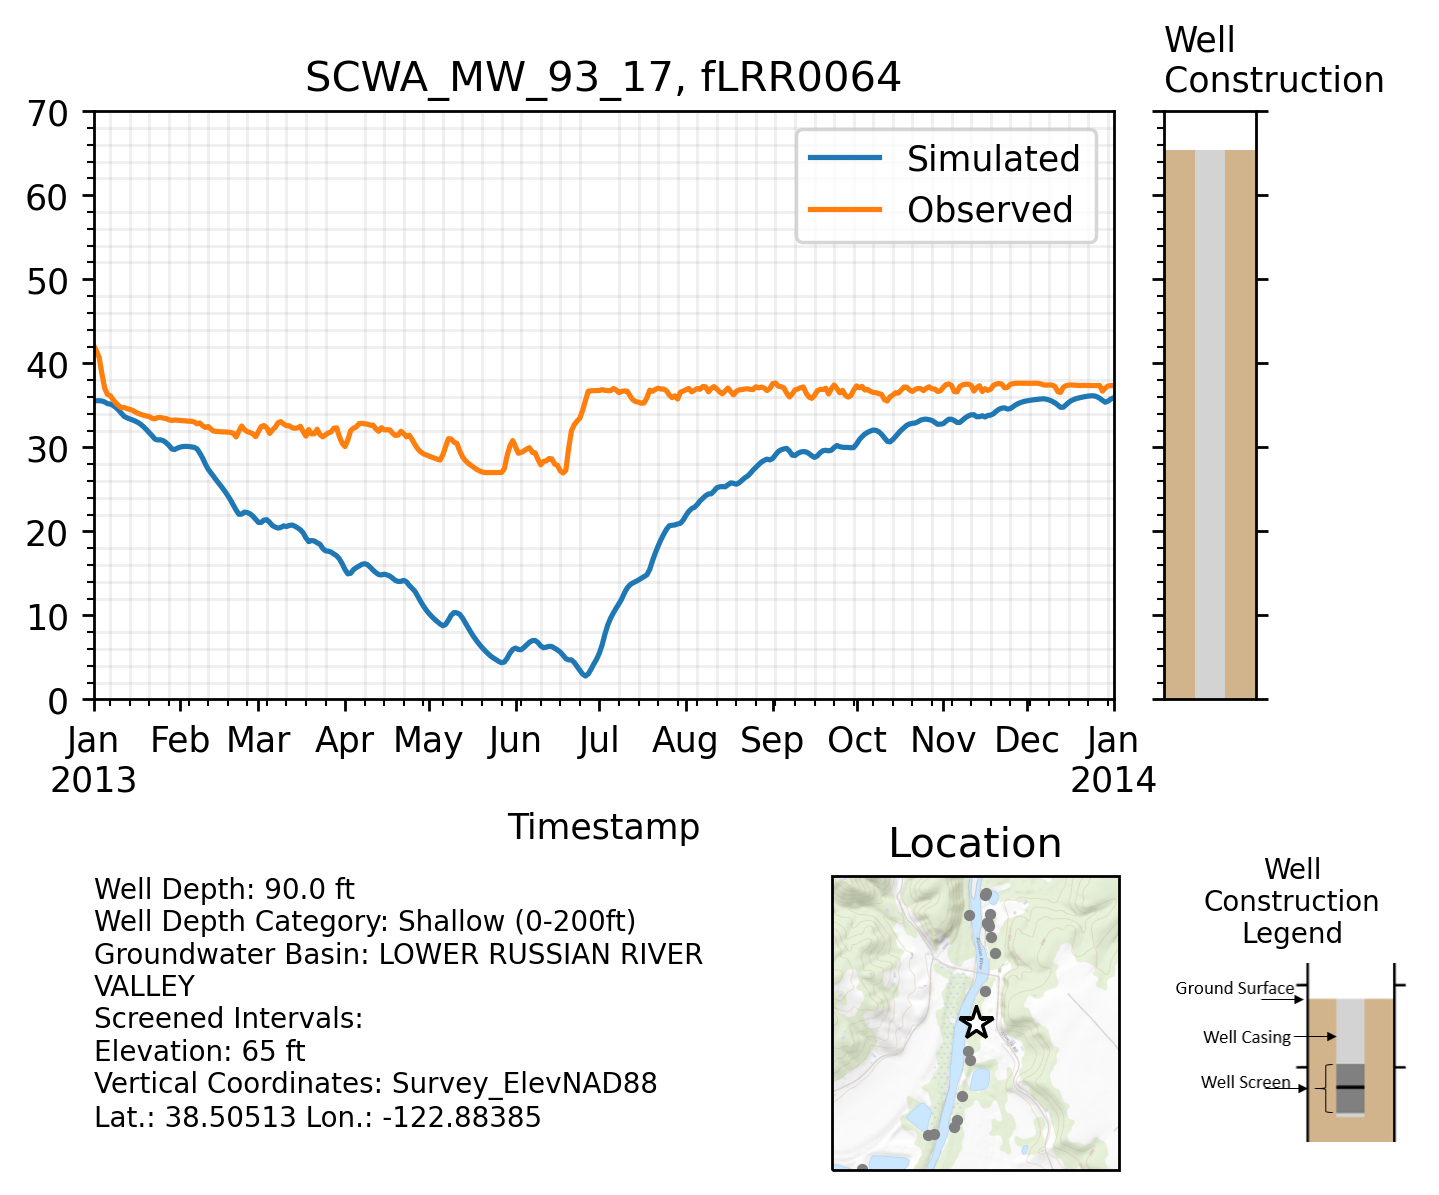 Well
Construction
SCWA_MW_93_17, fLRR0064
70
60
50
40
30
20
10
0
Simulated
Observed
Jan Feb Mar Apr May Jun Jul Aug Sep Oct Nov Dec Jan
2013 2014
Timestamp
Well Depth: 90.0 ft
Well Depth Category: Shallow (0-200ft)
Groundwater Basin: LOWER RUSSIAN RIVER
VALLEY
Screened Intervals:
Elevation: 65 ft
Vertical Coordinates: Survey_ElevNAD88
Lat.: 38.50513 Lon.: -122.88385
Location
Well
Construction
Legend
Ground Surface
Well Casing
Well Screen